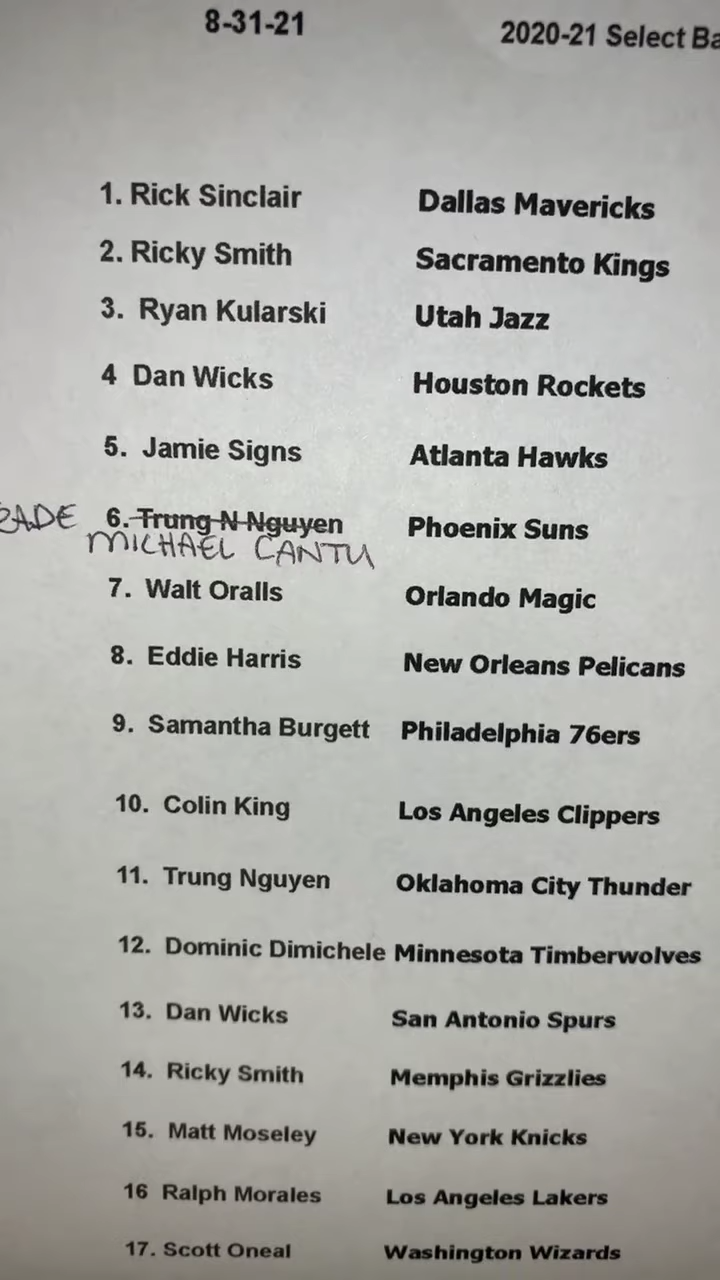 8-31-21 2020-21 Select
1. Rick Sinclair Dallas Mavericks
2. Ricky Smith Sacramento Kings
3. Ryan Kularski Utah Jazz
4 Dan Wicks Houston Rockets
5. Jamie Signs Atlanta Hawks
6. Trung N Nguyen Phoenix Suns
MICHAEL CANTU
7. Walt Oralls Orlando Magic
8. Eddie Harris New Orleans Pelicans
9. Samantha Burgett Philadelphia 76ers
10. Colin King Los Angeles Clippers
11. Trung Nguyen Oklahoma City Thunder
12. Dominic Dimichele Minnesota Timberwolves
13. Dan Wicks San Antonio Spurs
14. Ricky Smith Memphis Grizzlies
15. Matt Moseley New York Knicks
16 Ralph Morales Los Angeles Lakers
17. Scott Oneal Washington Wizards